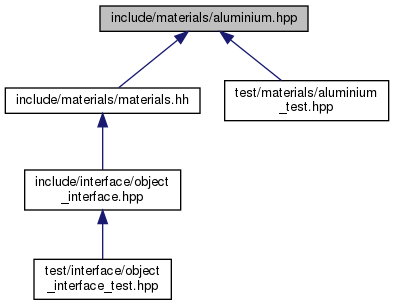 include/materials/aluminium.hpp
include/materials/materials.hh
test/materials/aluminium
_test.hpp
include/interface/object
_interface.hpp
test/interface/object
_interface_test.hpp